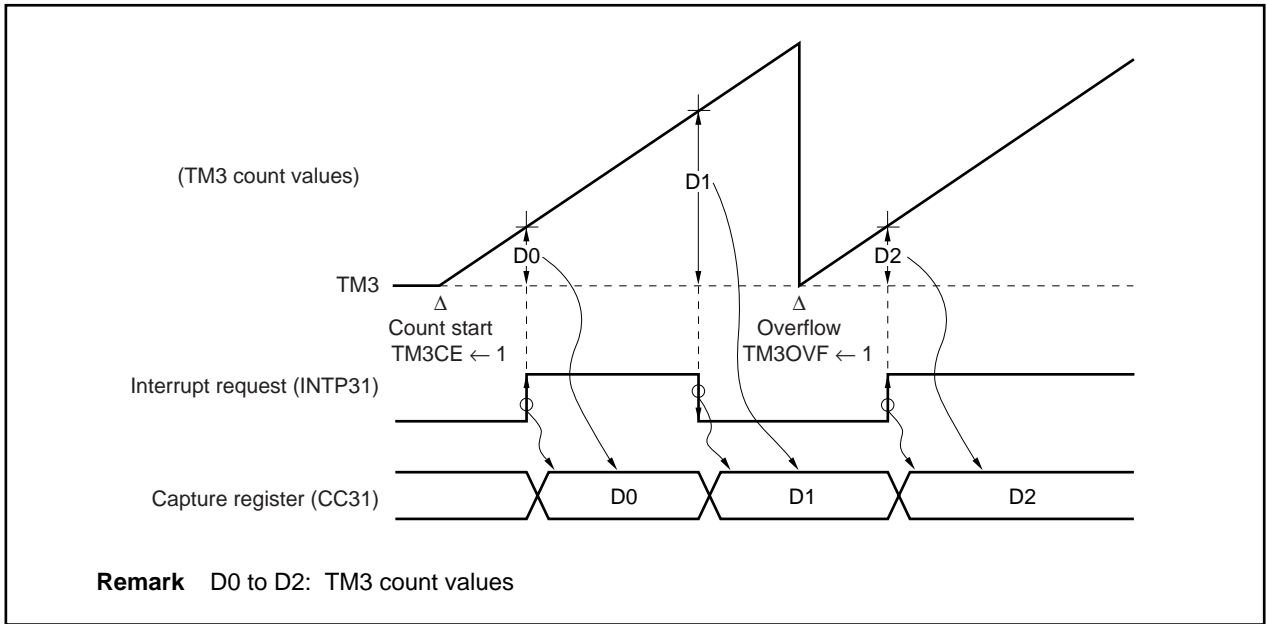 (TM3 count values)
D1
D0
D2
TM3
Δ
Δ
Count start
TM3CE ← 1
Overflow
TM3OVF ← 1
Interrupt request (INTP31)
Capture register (CC31)
D0
D1
D2
Remark D0 to D2: TM3 count values